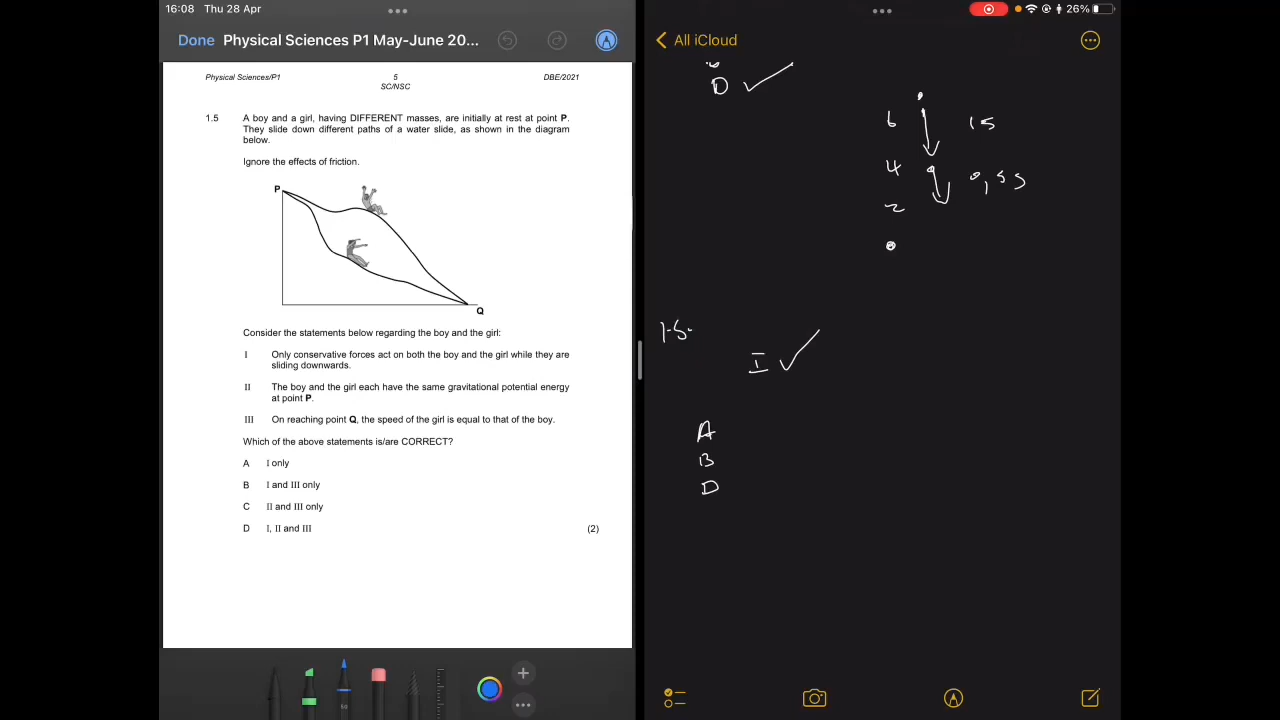 16:08 Thu 28 Apr
26%
Done Physical Sciences P1 May-June 20...
All iCloud
Physical Sciences/P1 5 DBE/2021
SC/NSC
1.5 A boy and a girl, having DIFFERENT masses, are initially at rest at point P.
They slide down different paths of a water slide, as shown in the diagram
below.
Ignore the effects of friction.
P
Q
Consider the statements below regarding the boy and the girl:
I Only conservative forces act on both the boy and the girl while they are
sliding downwards.
II The boy and the girl each have the same gravitational potential energy
at point P.
III On reaching point Q, the speed of the girl is equal to that of the boy.
Which of the above statements is/are CORRECT?
A I only
B I and III only
C II and III only
D I, II and III (2)
D
6 1s
4 0,5s
2
0
1.5.
I
A
B
D